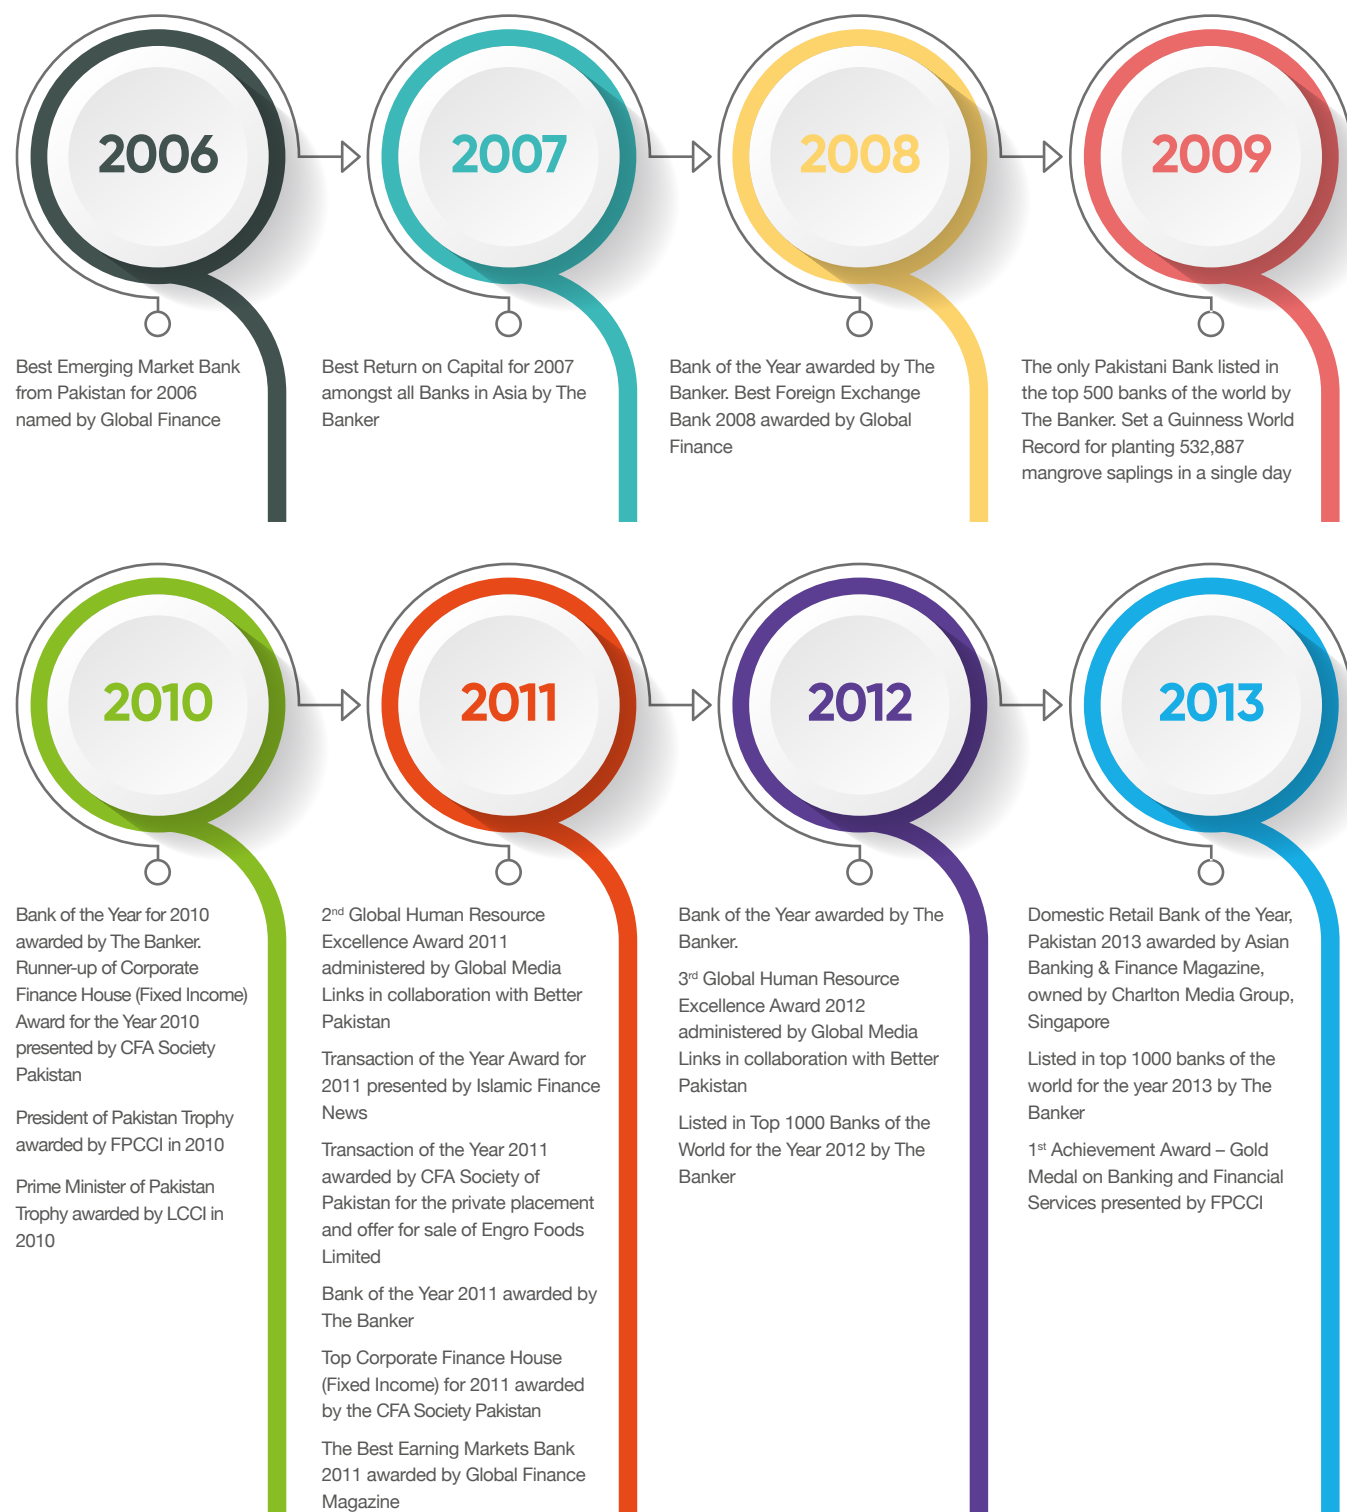 2006
Best Emerging Market Bank
from Pakistan for 2006
named by Global Finance
2007
Best Return on Capital for 2007
amongst all Banks in Asia by The
Banker
2008
Bank of the Year awarded by The
Banker. Best Foreign Exchange
Bank 2008 awarded by Global
Finance
2009
The only Pakistani Bank listed in
the top 500 banks of the world by
The Banker. Set a Guinness World
Record for planting 532,887
mangrove saplings in a single day
2010
Bank of the Year for 2010
awarded by The Banker.
Runner-up of Corporate
Finance House (Fixed Income)
Award for the Year 2010
presented by CFA Society
Pakistan
President of Pakistan Trophy
awarded by FPCCI in 2010
Prime Minister of Pakistan
Trophy awarded by LCCI in
2010
2011
2nd Global Human Resource
Excellence Award 2011
administered by Global Media
Links in collaboration with Better
Pakistan
Transaction of the Year Award for
2011 presented by Islamic Finance
News
Transaction of the Year 2011
awarded by CFA Society of
Pakistan for the private placement
and offer for sale of Engro Foods
Limited
Bank of the Year 2011 awarded by
The Banker
Top Corporate Finance House
(Fixed Income) for 2011 awarded
by the CFA Society Pakistan
The Best Earning Markets Bank
2011 awarded by Global Finance
Magazine
2012
Bank of the Year awarded by The
Banker.
3rd Global Human Resource
Excellence Award 2012
administered by Global Media
Links in collaboration with Better
Pakistan
Listed in Top 1000 Banks of the
World for the Year 2012 by The
Banker
2013
Domestic Retail Bank of the Year,
Pakistan 2013 awarded by Asian
Banking & Finance Magazine,
owned by Charlton Media Group,
Singapore
Listed in top 1000 banks of the
world for the year 2013 by The
Banker
1st Achievement Award – Gold
Medal on Banking and Financial
Services presented by FPCCI